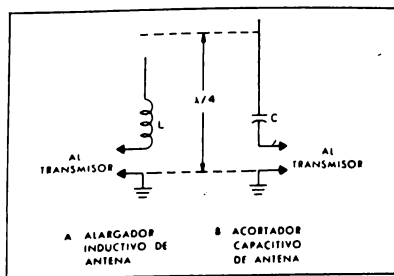 λ/4
L
C
AL
TRANSMISOR
AL
TRANSMISOR
A ALARGADOR
INDUCTIVO DE
ANTENA
B ACORTADOR
CAPACITIVO
DE ANTENA